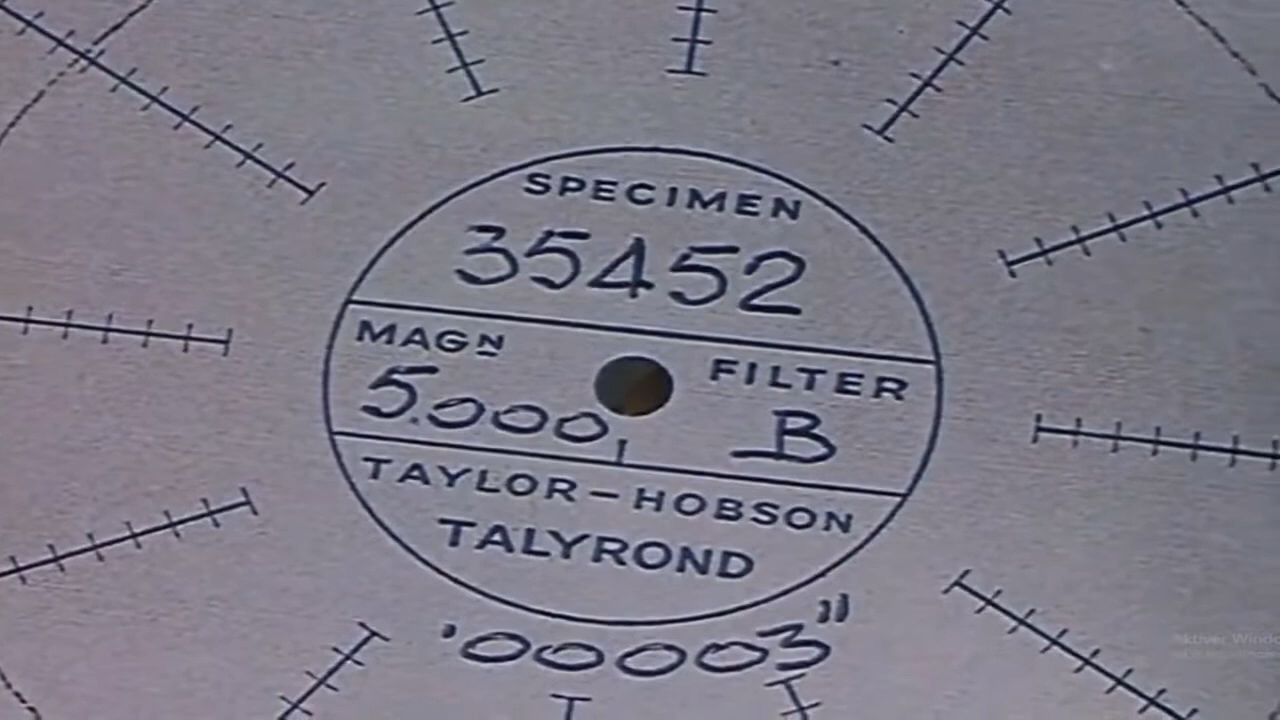 SPECIMEN
35452
MAGN FILTER
5.000, B
TAYLOR-HOBSON
TALYROND
'00003"